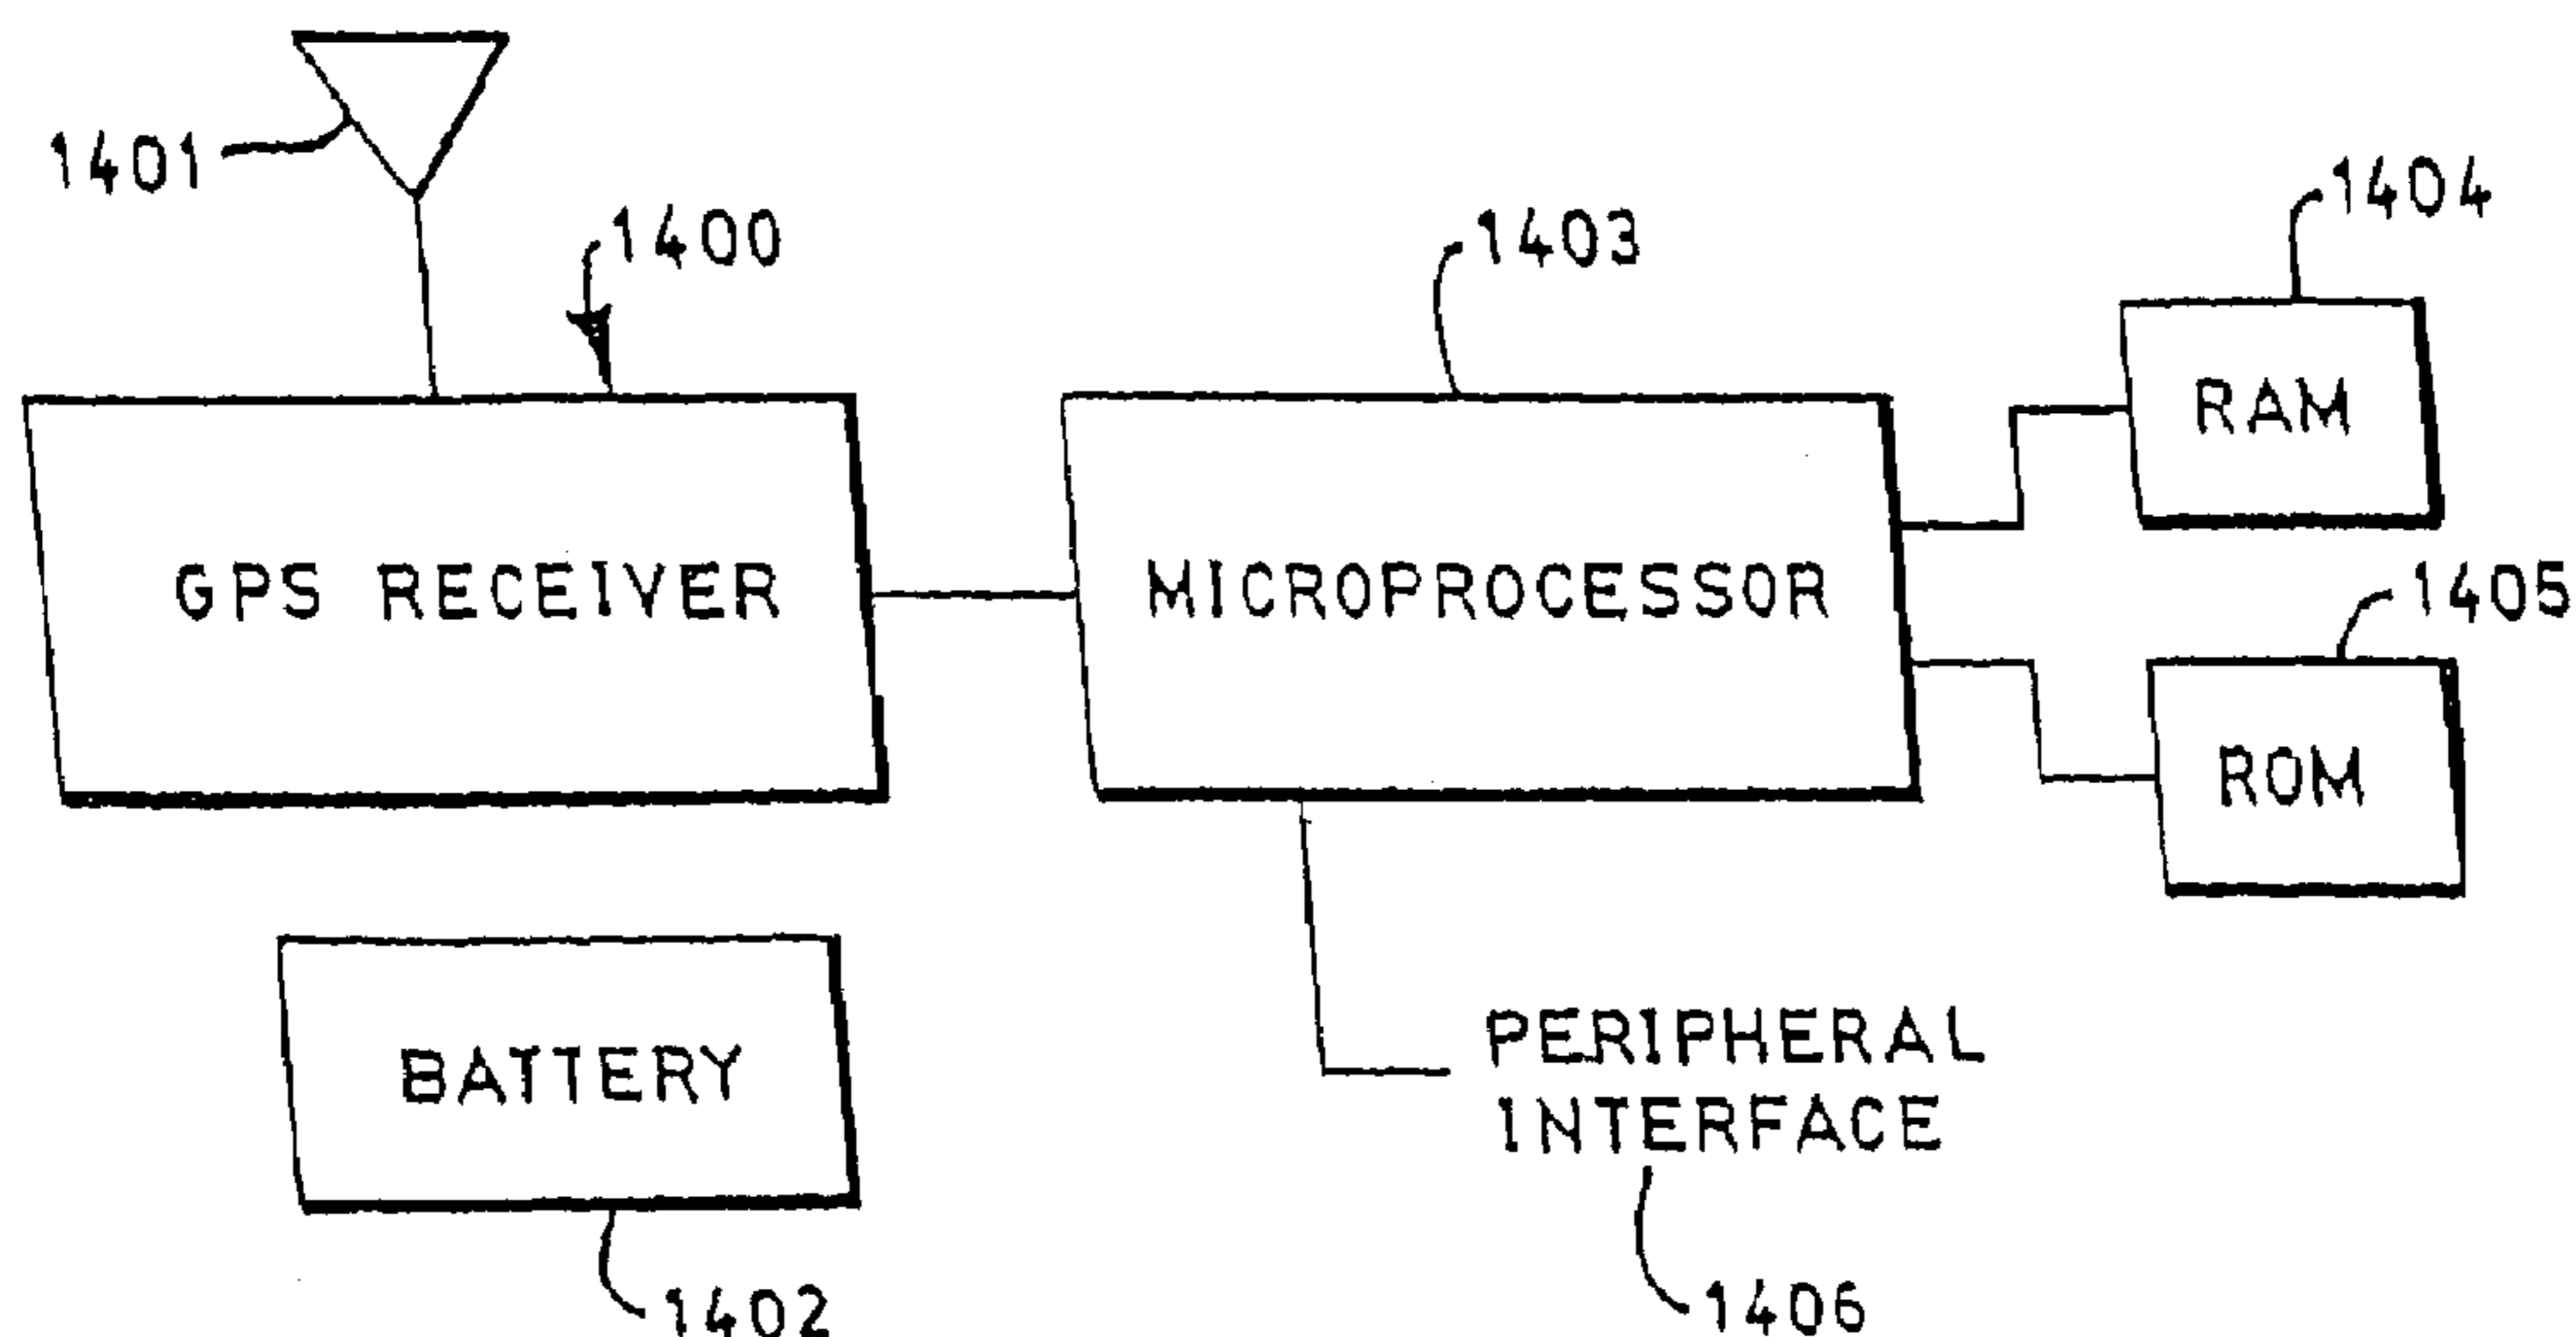 1401
1400
1403
1404
RAM
GPS RECEIVER
MICROPROCESSOR
1405
ROM
BATTERY
PERIPHERAL
INTERFACE
1402
1406